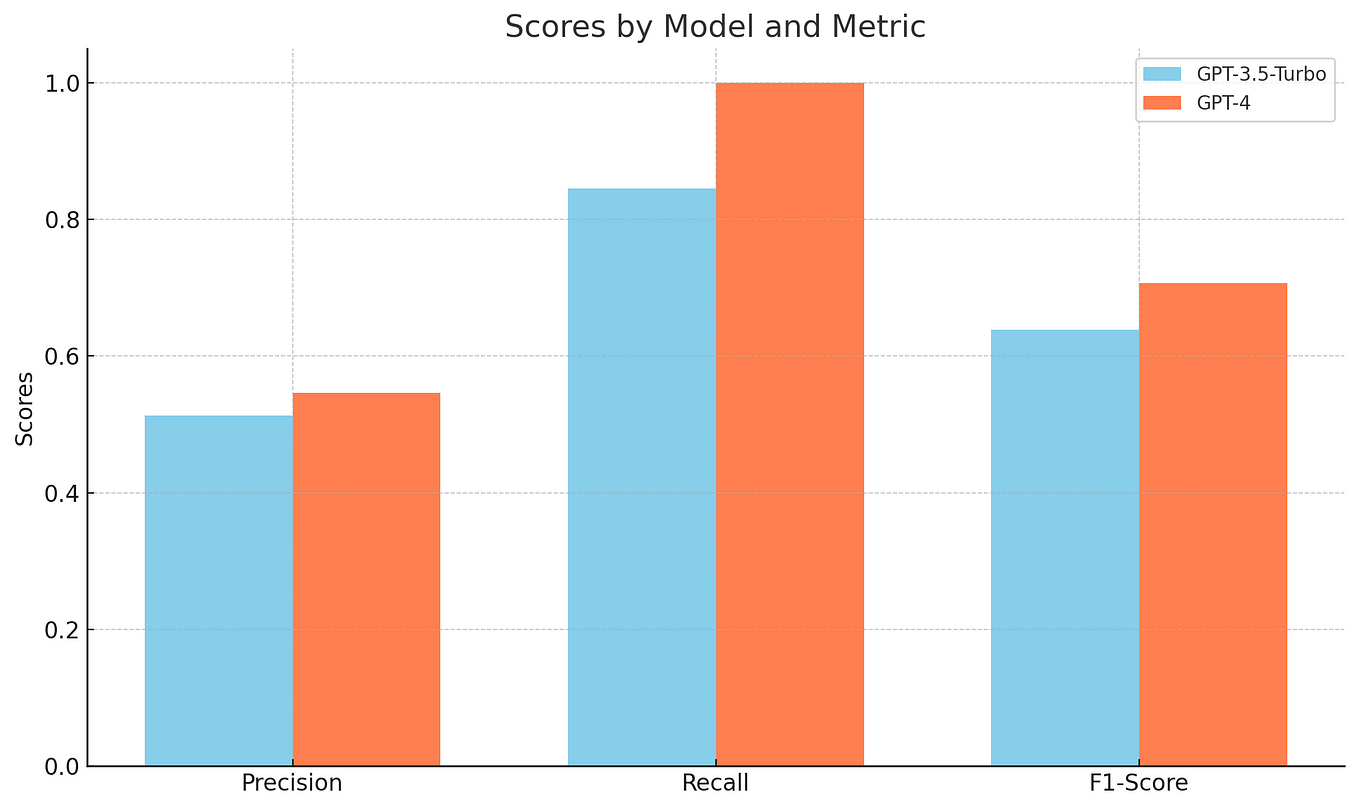 Scores by Model and Metric
GPT-3.5-Turbo
GPT-4
Scores
1.0
0.8
0.6
0.4
0.2
0.0
Precision
Recall
F1-Score